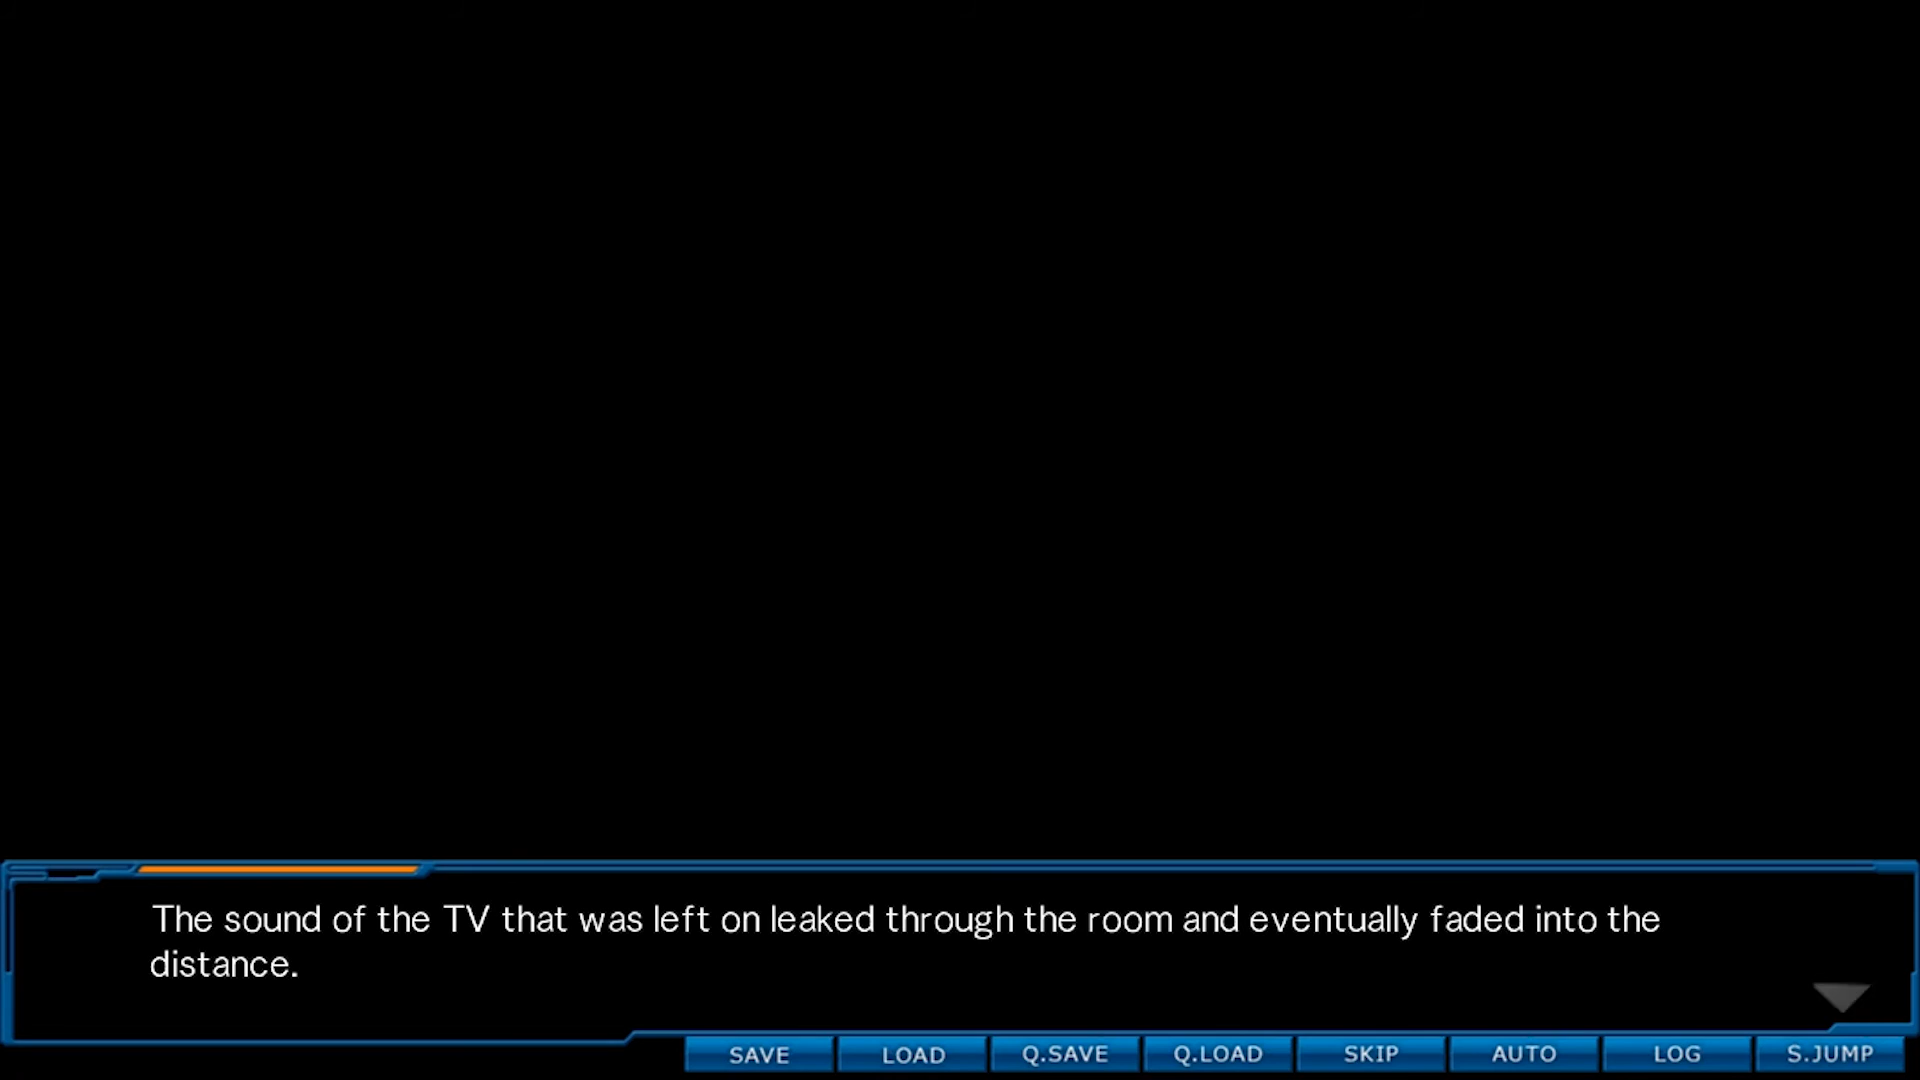 The sound of the TV that was left on leaked through the room and eventually faded into the
distance.
SAVE LOAD Q.SAVE Q.LOAD SKIP AUTO LOG S.JUMP